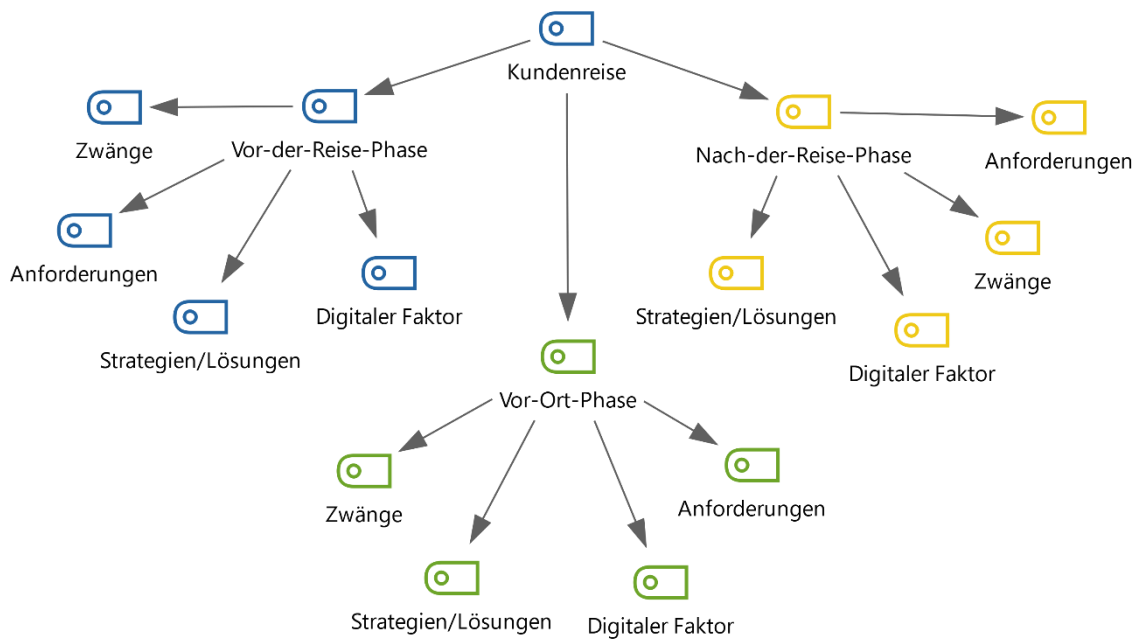 Kundenreise
Zwänge
Vor-der-Reise-Phase
Nach-der-Reise-Phase
Anforderungen
Anforderungen
Digitaler Faktor
Strategien/Lösungen
Zwänge
Strategien/Lösungen
Digitaler Faktor
Vor-Ort-Phase
Zwänge
Anforderungen
Strategien/Lösungen
Digitaler Faktor